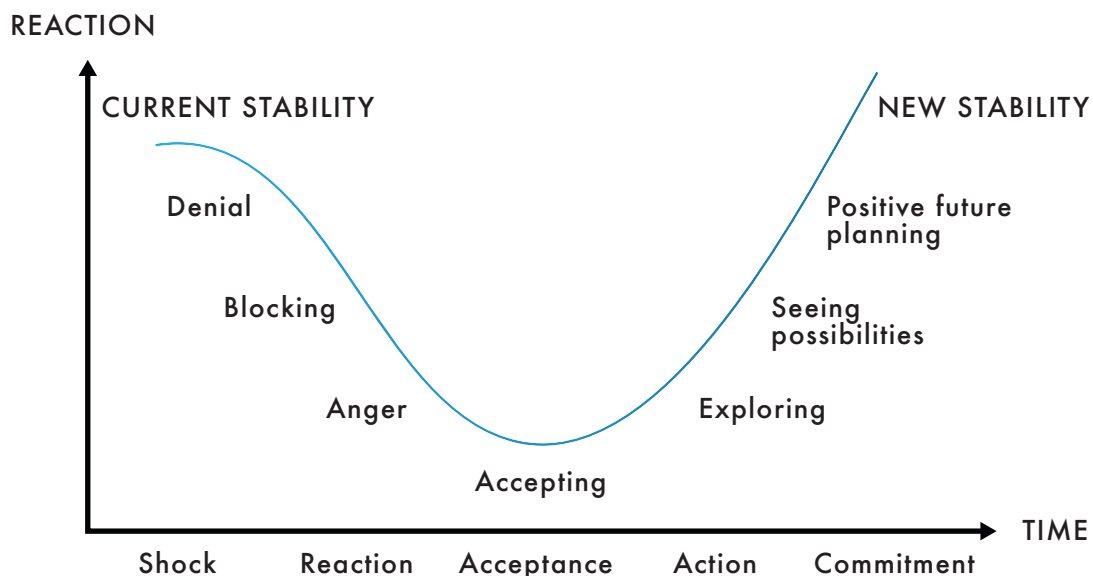 REACTION
CURRENT STABILITY
NEW STABILITY
Denial
Positive future
planning
Blocking
Seeing
possibilities
Anger
Exploring
Accepting
TIME
Shock
Reaction
Acceptance
Action
Commitment